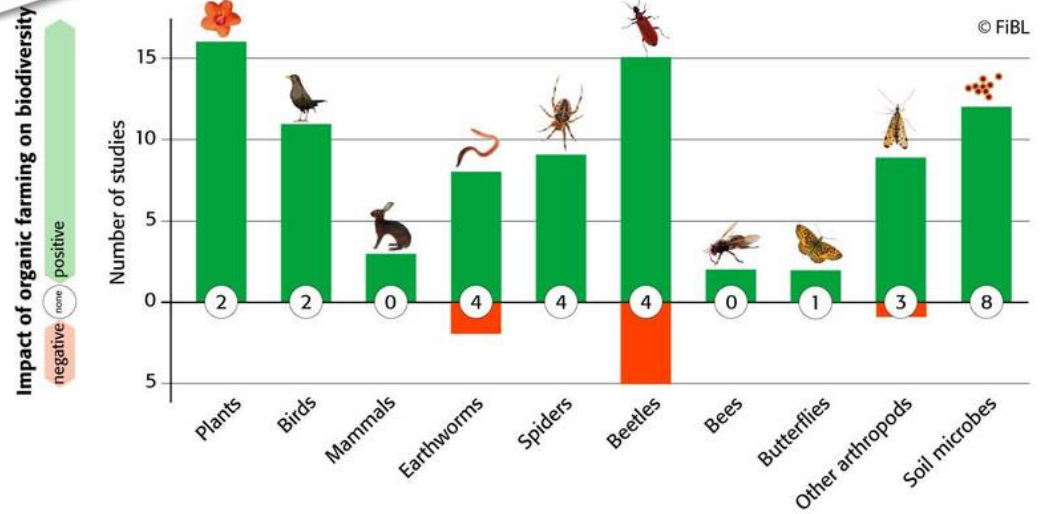 Impact of organic farming on biodiversity
positive
none
negative
Number of studies
© FiBL
15
10
5
0
5
2
2
0
4
4
4
0
1
3
8
Plants
Birds
Mammals
Earthworms
Spiders
Beetles
Bees
Butterflies
Other arthropods
Soil microbes